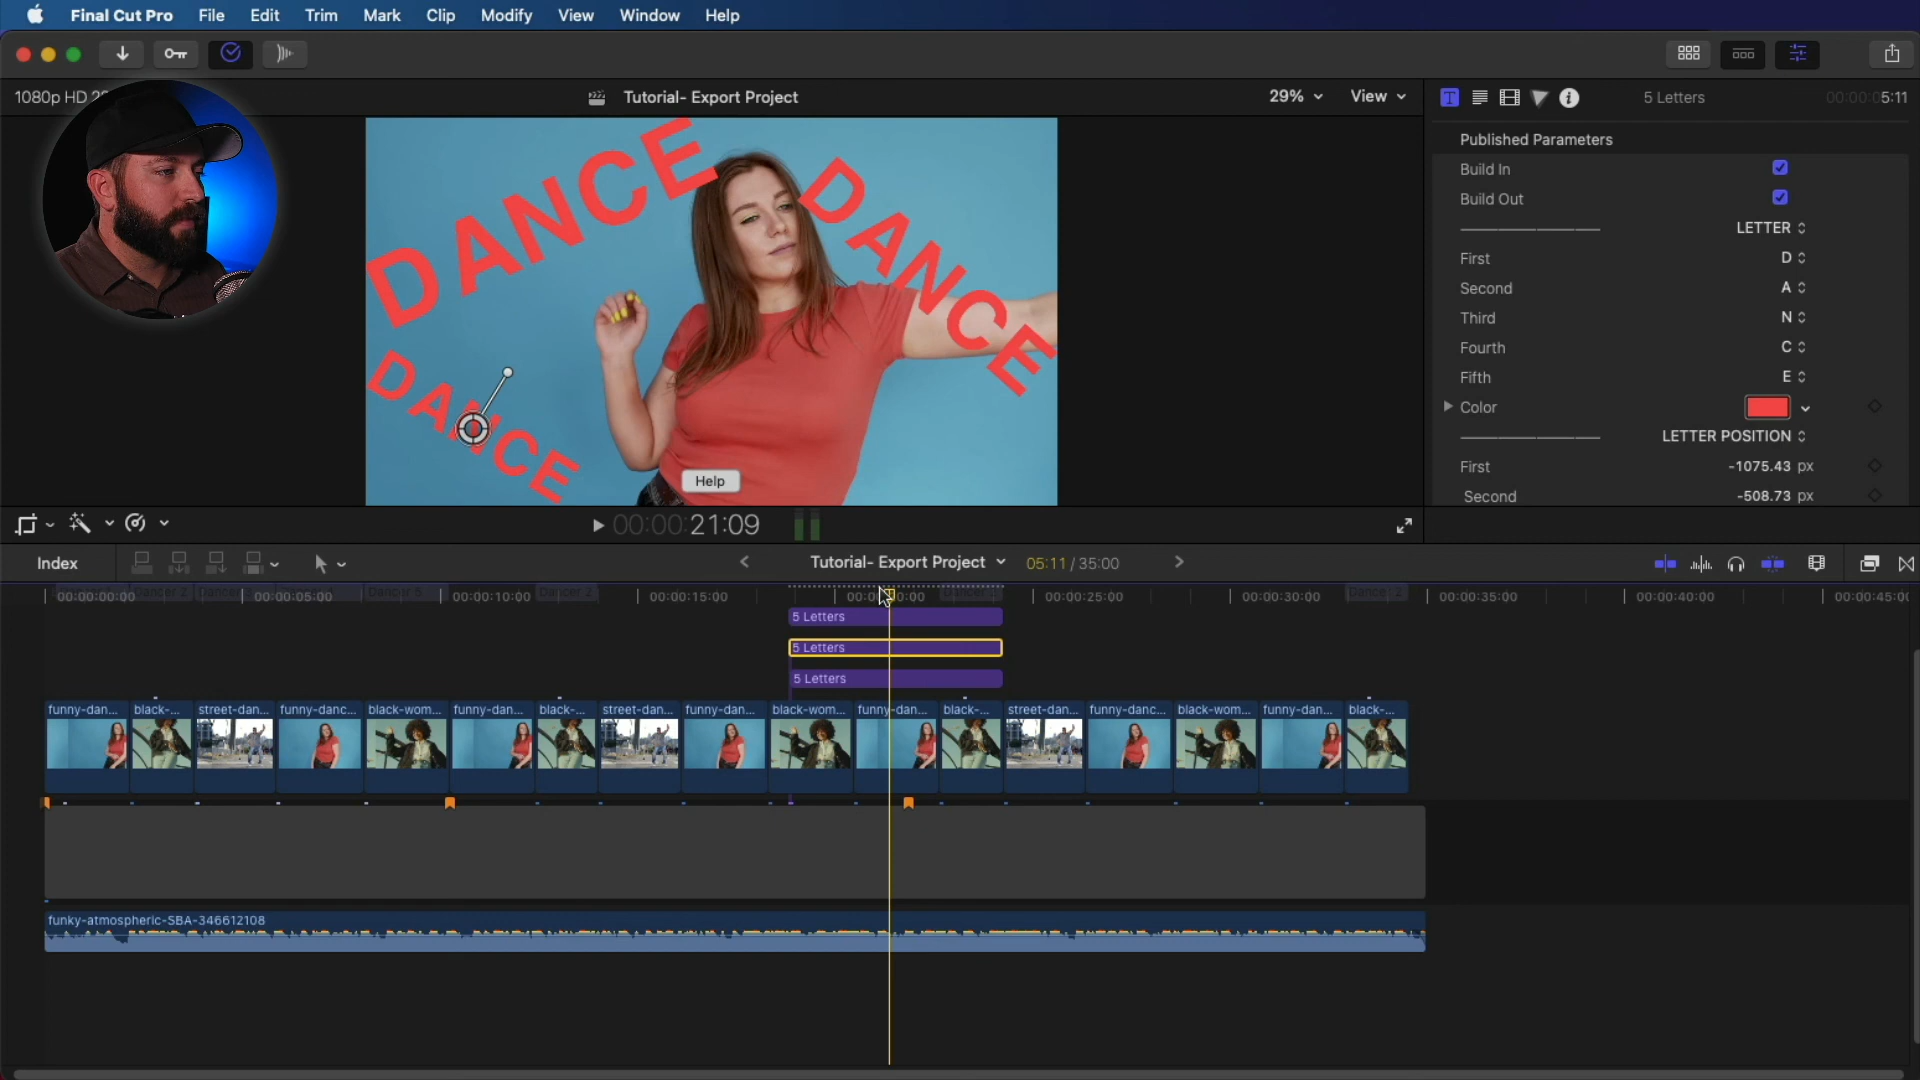 Final Cut Pro File Edit Trim Mark Clip Modify View Window Help
1080p HD Tutorial- Export Project 29% View 5 Letters 00:00:05:11
DANCE
DANCE
DANCE
Help
Published Parameters
Build In
Build Out
LETTER
First D
Second A
Third N
Fourth C
Fifth E
Color
LETTER POSITION
First -1075.43 px
Second -508.73 px
00:00:21:09
Index Tutorial- Export Project 05:11 / 35:00
Dancer 2 Dancer 5 Dancer 2
00:00:00:00 00:00:05:00 00:00:10:00 00:00:15:00 00:00:25:00 00:00:30:00 00:00:35:00 00:00:40:00 00:00:45:00
5 Letters
5 Letters
5 Letters
funny-dan... black-... street-dan... funny-danc... black-wom... funny-dan... black-... street-dan... funny-dan... black-wom... funny-dan... black-... street-dan... funny-danc... black-wom... funny-dan... black-...
funky-atmospheric-SBA-346612108